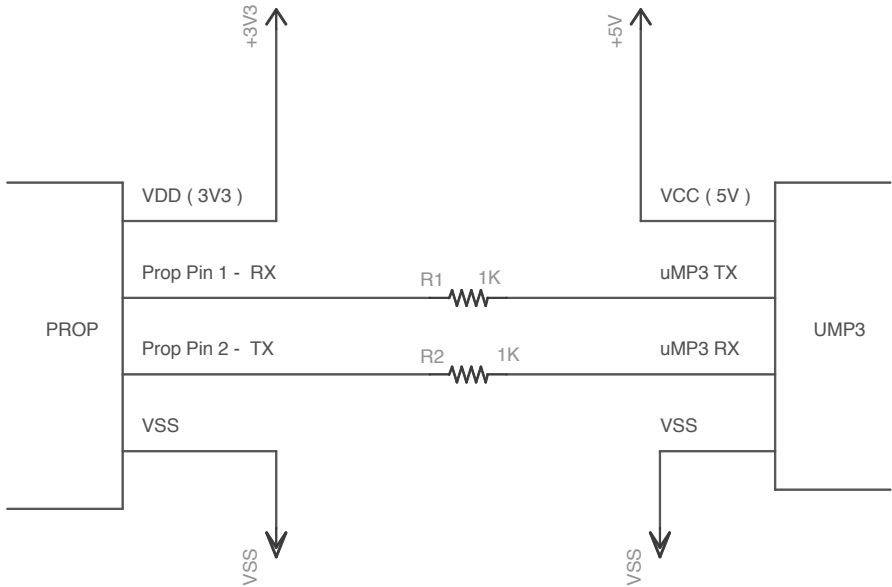 +3V3
+5V
VDD ( 3V3 )
VCC ( 5V )
Prop Pin 1 - RX
R1
1K
uMP3 TX
PROP
UMP3
Prop Pin 2 - TX
R2
1K
uMP3 RX
VSS
VSS
VSS
VSS